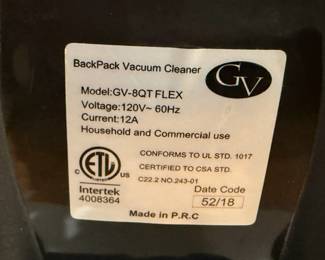 BackPack Vacuum Cleaner
GV
Model:GV-8QT FLEX
Voltage:120V~ 60Hz
Current:12A
Household and Commercial use
ETL
c us
Intertek
4008364
CONFORMS TO UL STD. 1017
CERTIFIED TO CSA STD.
C22.2 NO.243-01
Date Code
52/18
Made in P.R.C